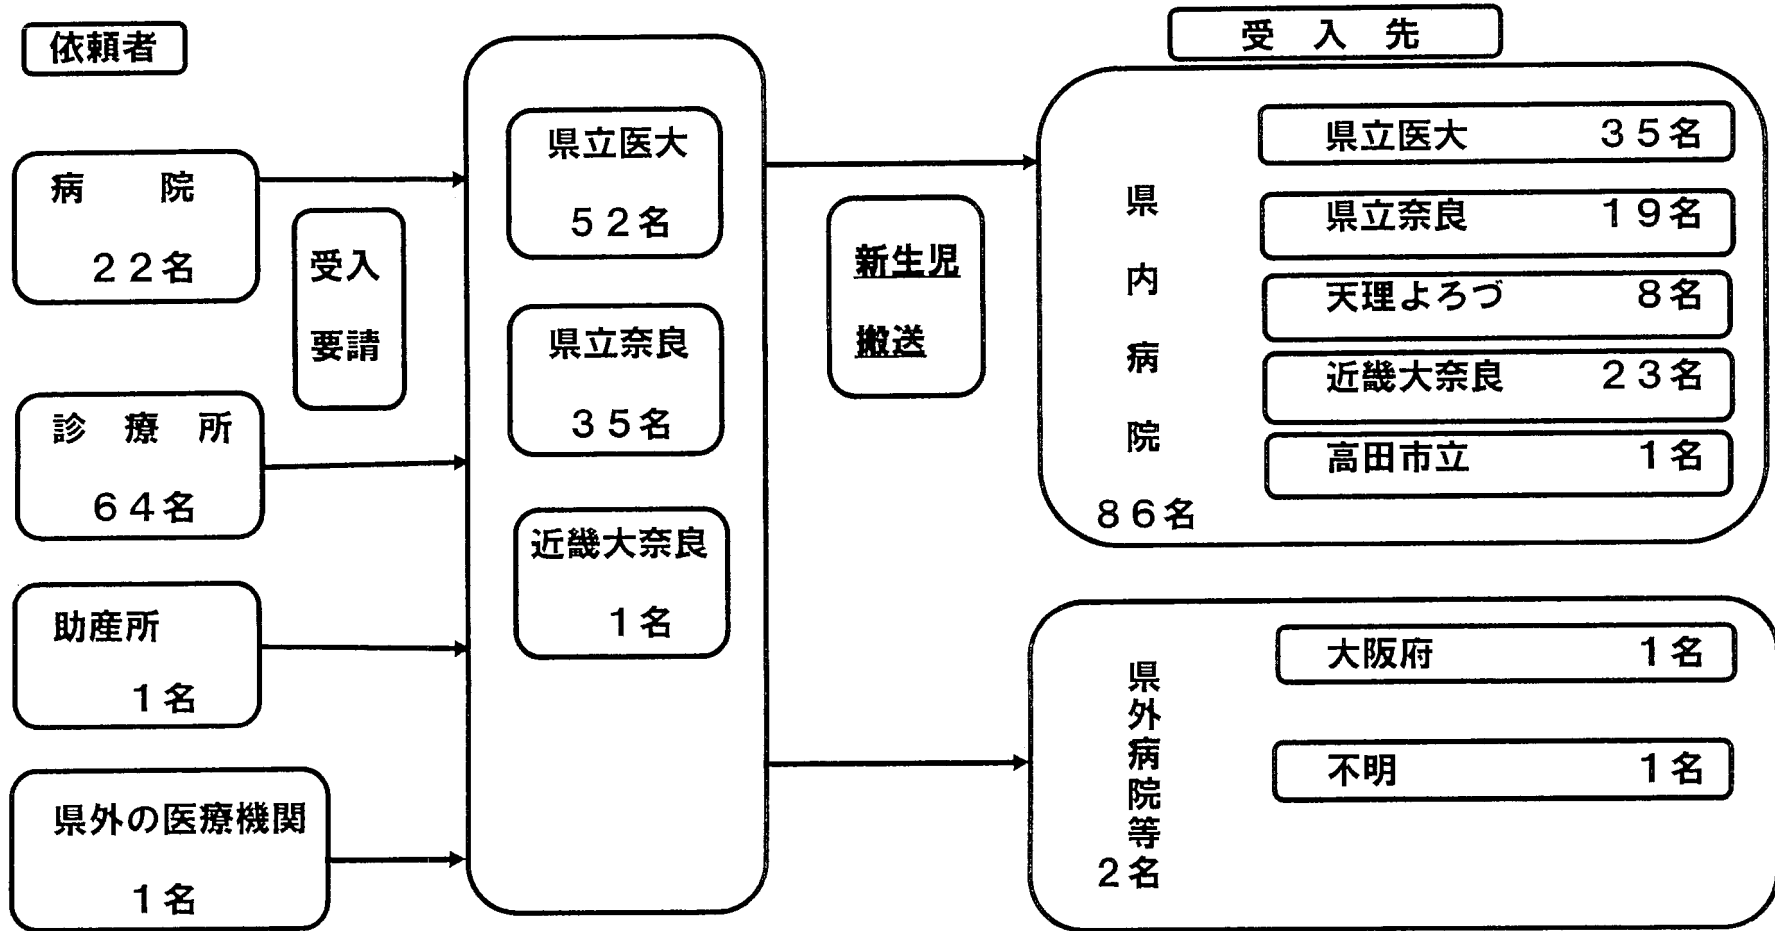 依頼者
病　院
２２名
診　療　所
６４名
助産所
１名
県外の医療機関
１名
受入
要請
県立医大
５２名
県立奈良
３５名
近畿大奈良
１名
新生児
搬送
受　入　先
県内病院
８６名
県立医大　３５名
県立奈良　１９名
天理よろづ　８名
近畿大奈良　２３名
高田市立　１名
県外病院等
２名
大阪府　１名
不明　１名